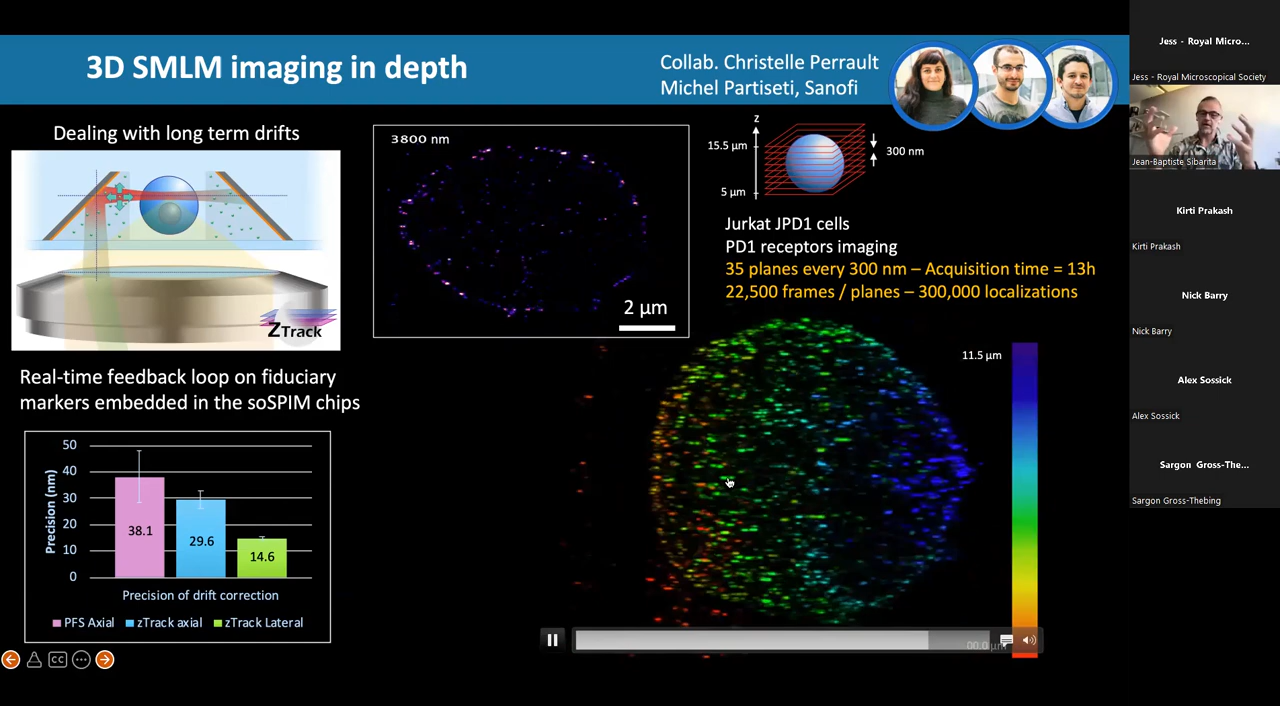 3D SMLM imaging in depth
Collab. Christelle Perrault
Michel Partiseti, Sanofi
Dealing with long term drifts
ZTrack
Real-time feedback loop on fiduciary
markers embedded in the soSPIM chips
50
40
30
20
10
0
Precision (nm)
38.1
29.6
14.6
Precision of drift correction
PFS Axial
zTrack axial
zTrack Lateral
CC
3800 nm
2 µm
z
15.5 µm
5 µm
300 nm
Jurkat JPD1 cells
PD1 receptors imaging
35 planes every 300 nm – Acquisition time = 13h
22,500 frames / planes – 300,000 localizations
11.5 µm
00.0 µm
Jess - Royal Micro...
Jess - Royal Microscopical Society
Jean-Baptiste Sibarita
Kirti Prakash
Kirti Prakash
Nick Barry
Nick Barry
Alex Sossick
Alex Sossick
Sargon Gross-The...
Sargon Gross-Thebing